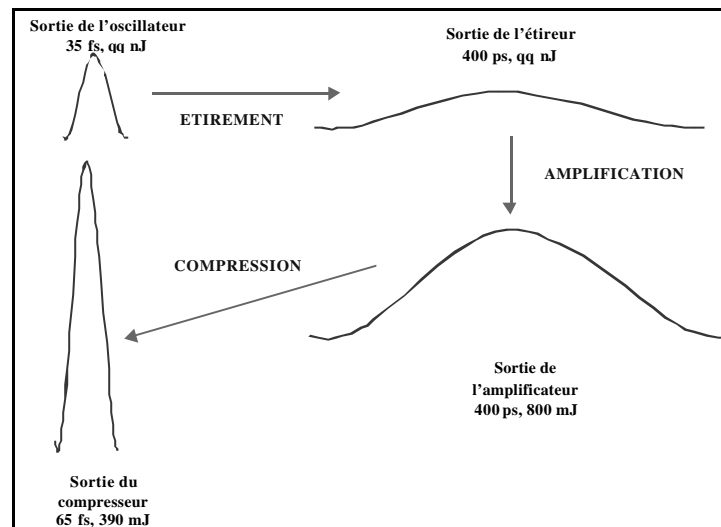 Sortie de l'oscillateur
35 fs, qq nJ
ETIREMENT
Sortie de l'étireur
400 ps, qq nJ
AMPLIFICATION
COMPRESSION
Sortie de
l'amplificateur
400 ps, 800 mJ
Sortie du
compresseur
65 fs, 390 mJ